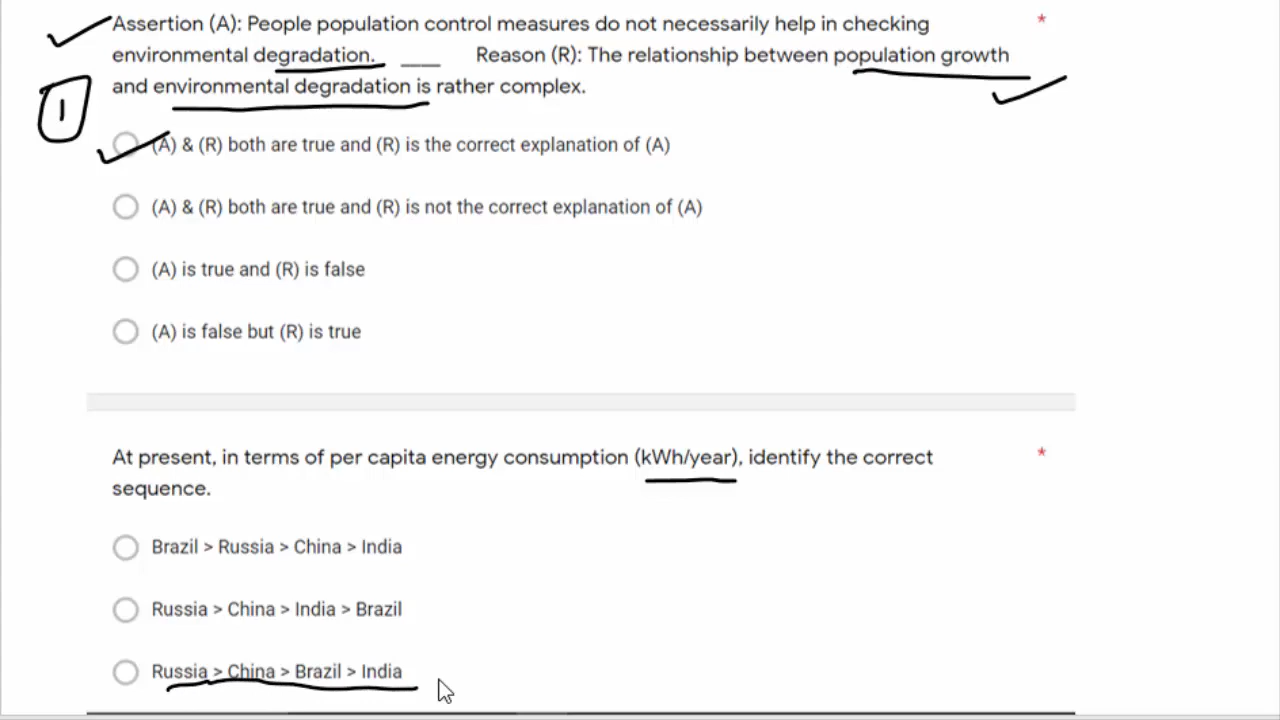 Assertion (A): People population control measures do not necessarily help in checking *
environmental degradation. ____ Reason (R): The relationship between population growth
and environmental degradation is rather complex.
1
(A) & (R) both are true and (R) is the correct explanation of (A)
(A) & (R) both are true and (R) is not the correct explanation of (A)
(A) is true and (R) is false
(A) is false but (R) is true
At present, in terms of per capita energy consumption (kWh/year), identify the correct *
sequence.
Brazil > Russia > China > India
Russia > China > India > Brazil
Russia > China > Brazil > India